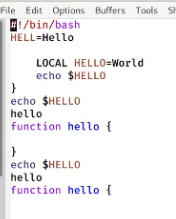 File Edit Options Buffers Tools
#!/bin/bash
HELL=Hello
LOCAL HELLO=World
echo $HELLO
}
echo $HELLO
hello
function hello {
}
echo $HELLO
hello
function hello {